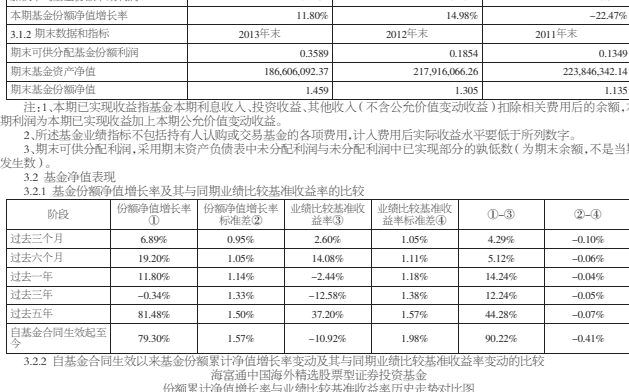 本期基金份额净值增长率 11.80% 14.98% -22.47%
3.1.2 期末数据和指标 2013年末 2012年末 2011年末
期末可供分配基金份额利润 0.3589 0.1854 0.1349
期末基金资产净值 186,606,092.37 217,916,066.26 223,846,342.14
期末基金份额净值 1.459 1.305 1.135
注:1、本期已实现收益指基金本期利息收入、投资收益、其他收入(不含公允价值变动收益)扣除相关费用后的余额,本
期利润为本期已实现收益加上本期公允价值变动收益。
2、所述基金业绩指标不包括持有人认购或交易基金的各项费用,计入费用后实际收益水平要低于所列数字。
3、期末可供分配利润,采用期末资产负债表中未分配利润与未分配利润中已实现部分的孰低数(为期末余额,不是当期
发生数)。
3.2 基金净值表现
3.2.1 基金份额净值增长率及其与同期业绩比较基准收益率的比较
阶段 份额净值增长率① 份额净值增长率标准差② 业绩比较基准收益率③ 业绩比较基准收益率标准差④ ①-③ ②-④
过去三个月 6.89% 0.95% 2.60% 1.05% 4.29% -0.10%
过去六个月 19.20% 1.05% 14.08% 1.11% 5.12% -0.06%
过去一年 11.80% 1.14% -2.44% 1.18% 14.24% -0.04%
过去三年 -0.34% 1.33% -12.58% 1.38% 12.24% -0.05%
过去五年 81.48% 1.50% 37.20% 1.57% 44.28% -0.07%
自基金合同生效起至今 79.30% 1.57% -10.92% 1.98% 90.22% -0.41%
3.2.2 自基金合同生效以来基金份额累计净值增长率变动及其与同期业绩比较基准收益率变动的比较
海富通中国海外精选股票型证券投资基金
份额累计净值增长率与业绩比较基准收益率历史走势对比图